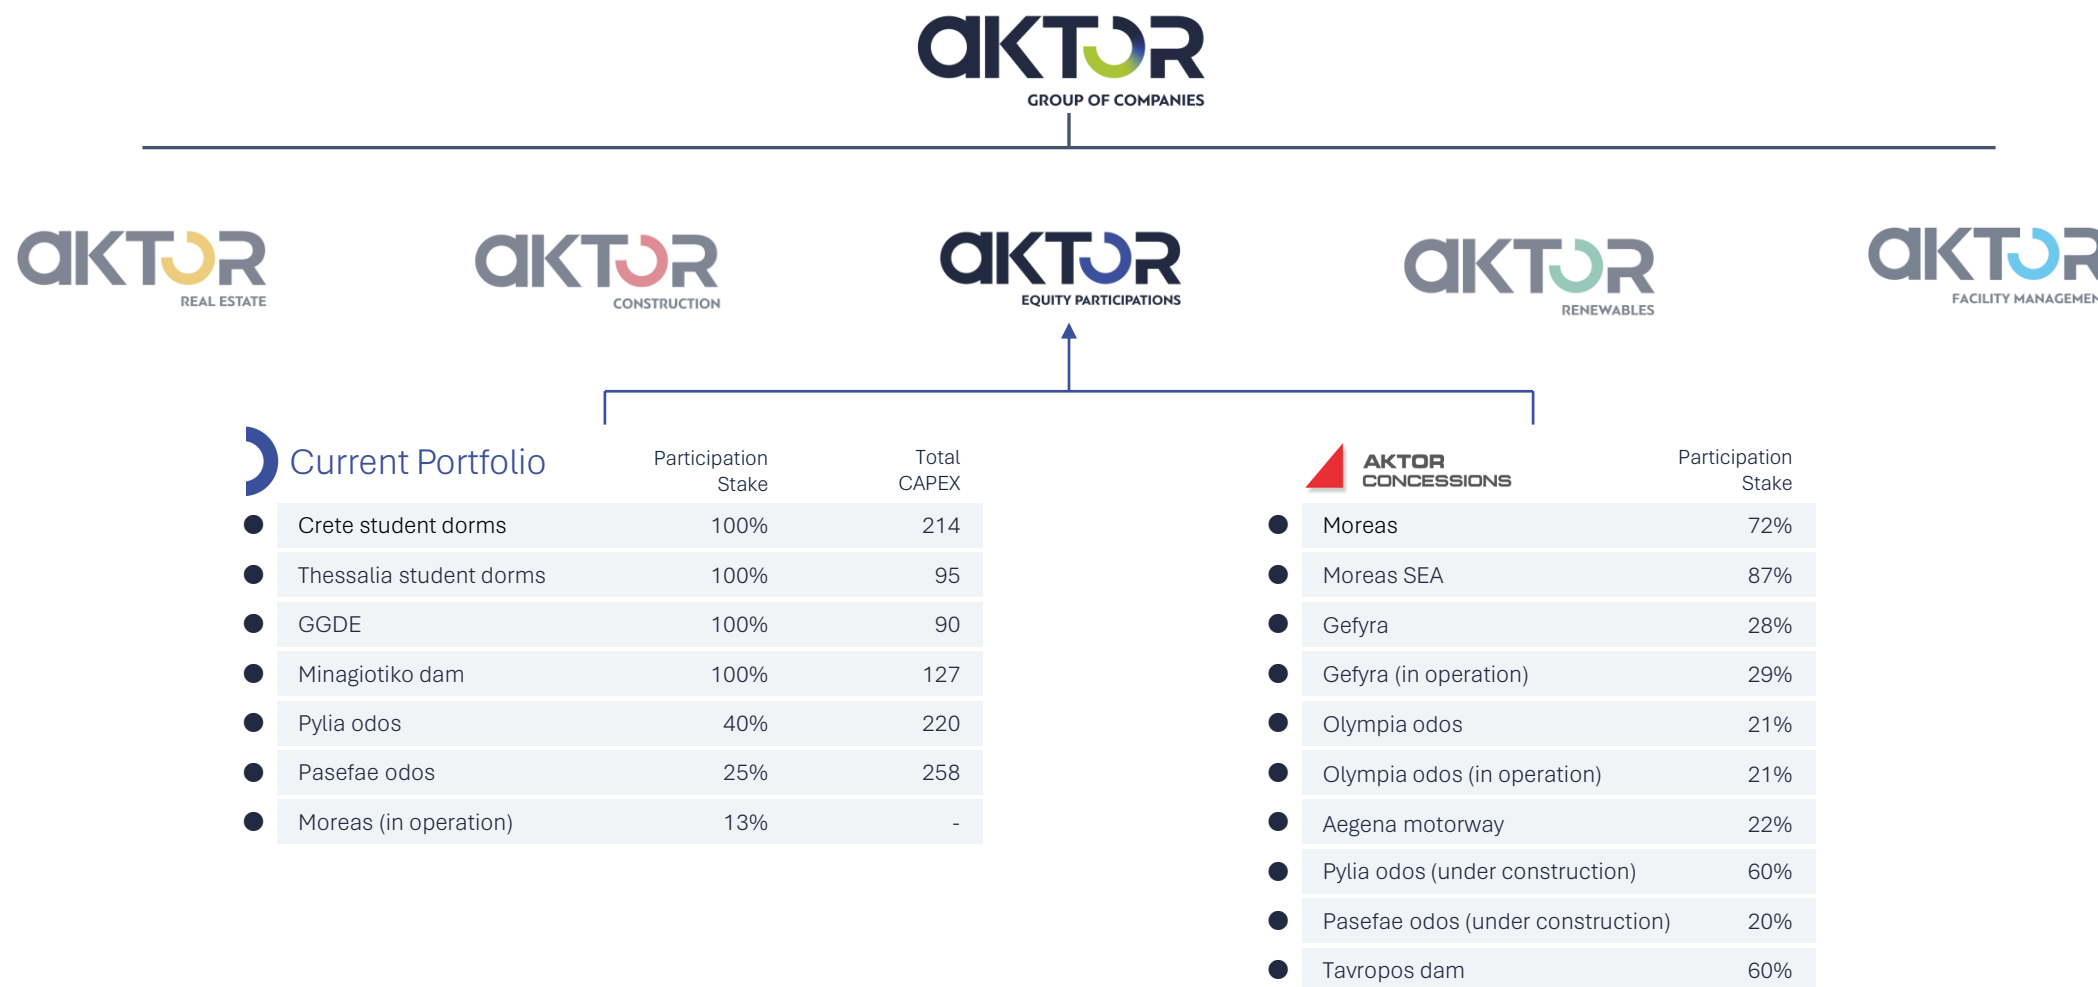 aKTOR
GROUP OF COMPANIES
aKTOR
REAL ESTATE
aKTOR
CONSTRUCTION
aKTOR
EQUITY PARTICIPATIONS
aKTOR
RENEWABLES
aKTOR
FACILITY MANAGEMEN
Current Portfolio Participation Stake Total CAPEX
Crete student dorms 100% 214
Thessalia student dorms 100% 95
GGDE 100% 90
Minagiotiko dam 100% 127
Pylia odos 40% 220
Pasefae odos 25% 258
Moreas (in operation) 13% -
AKTOR
CONCESSIONS
Participation
Stake
Moreas 72%
Moreas SEA 87%
Gefyra 28%
Gefyra (in operation) 29%
Olympia odos 21%
Olympia odos (in operation) 21%
Aegena motorway 22%
Pylia odos (under construction) 60%
Pasefae odos (under construction) 20%
Tavropos dam 60%